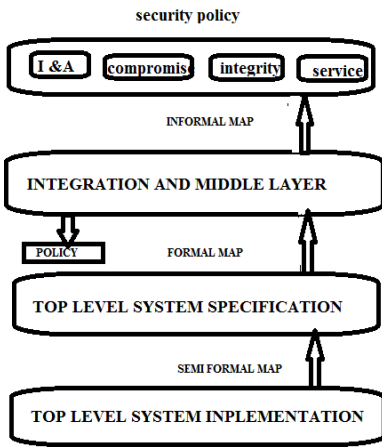 security policy
I &A compromise integrity service
INFORMAL MAP
INTEGRATION AND MIDDLE LAYER
POLICY FORMAL MAP
TOP LEVEL SYSTEM SPECIFICATION
SEMI FORMAL MAP
TOP LEVEL SYSTEM INPLEMENTATION